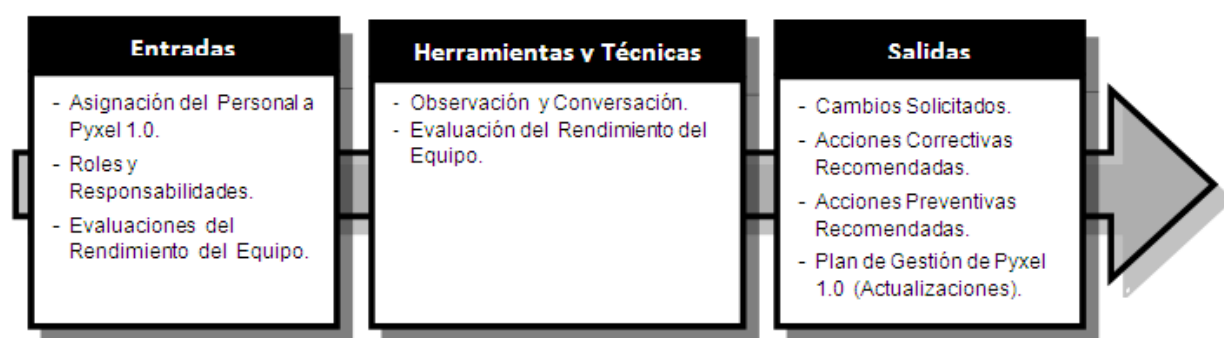 Entradas
- Asignación del Personal a
Pyxel 1.0.
- Roles y
Responsabilidades.
- Evaluaciones del
Rendimiento del Equipo.
Herramientas y Técnicas
- Observación y Conversación.
- Evaluación del Rendimiento del
Equipo.
Salidas
- Cambios Solicitados.
- Acciones Correctivas
Recomendadas.
- Acciones Preventivas
Recomendadas.
- Plan de Gestión de Pyxel
1.0 (Actualizaciones).